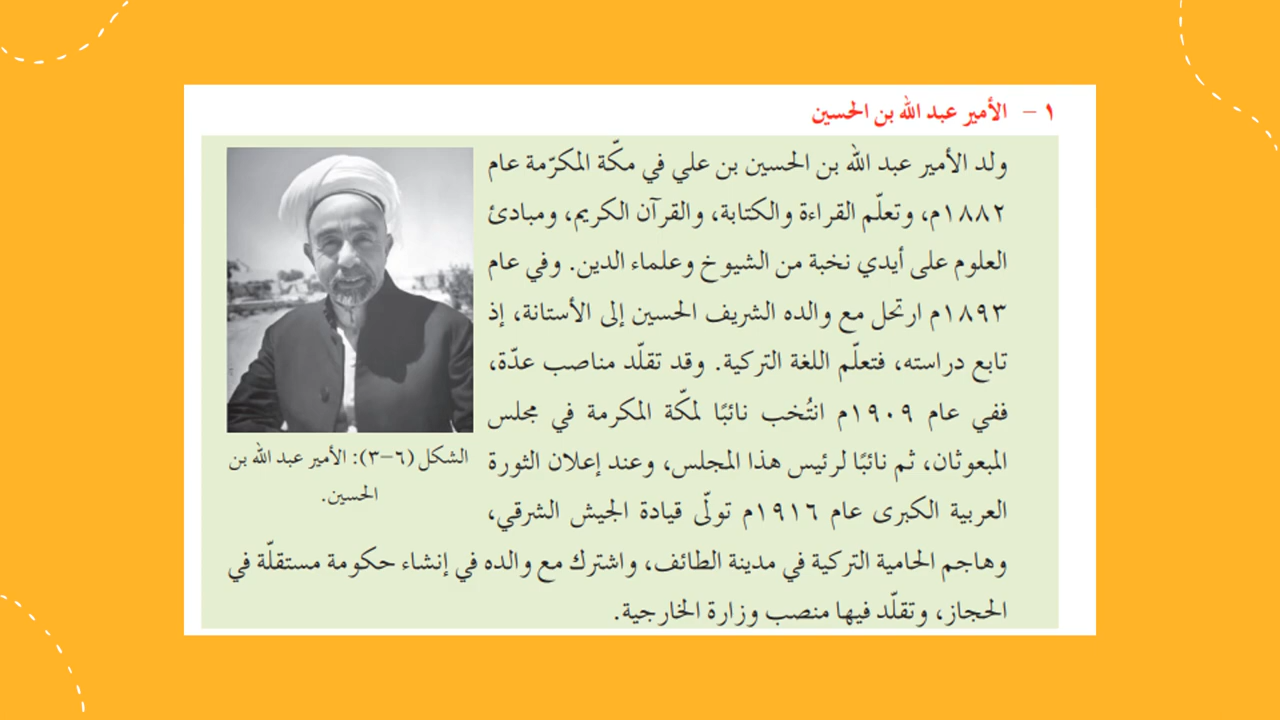 ١ - الأمير عبد الله بن الحسين
ولد الأمير عبد الله بن الحسين بن علي في مكّة المكرّمة عام
١٨٨٢م، وتعلّم القراءة والكتابة، والقرآن الكريم، ومبادئ
العلوم على أيدي نخبة من الشيوخ وعلماء الدين. وفي عام
١٨٩٣م ارتحل مع والده الشريف الحسين إلى الأستانة، إذ
تابع دراسته، فتعلّم اللغة التركية. وقد تقلّد مناصب عدّة،
ففي عام ١٩٠٩م انتُخب نائبًا لمكّة المكرمة في مجلس
المبعوثان، ثم نائبًا لرئيس هذا المجلس، وعند إعلان الثورة
العربية الكبرى عام ١٩١٦م تولّى قيادة الجيش الشرقي،
وهاجم الحامية التركية في مدينة الطائف، واشترك مع والده في إنشاء حكومة مستقلّة في
الحجاز، وتقلّد فيها منصب وزارة الخارجية.
الشكل (٦-٣): الأمير عبد الله بن
الحسين.